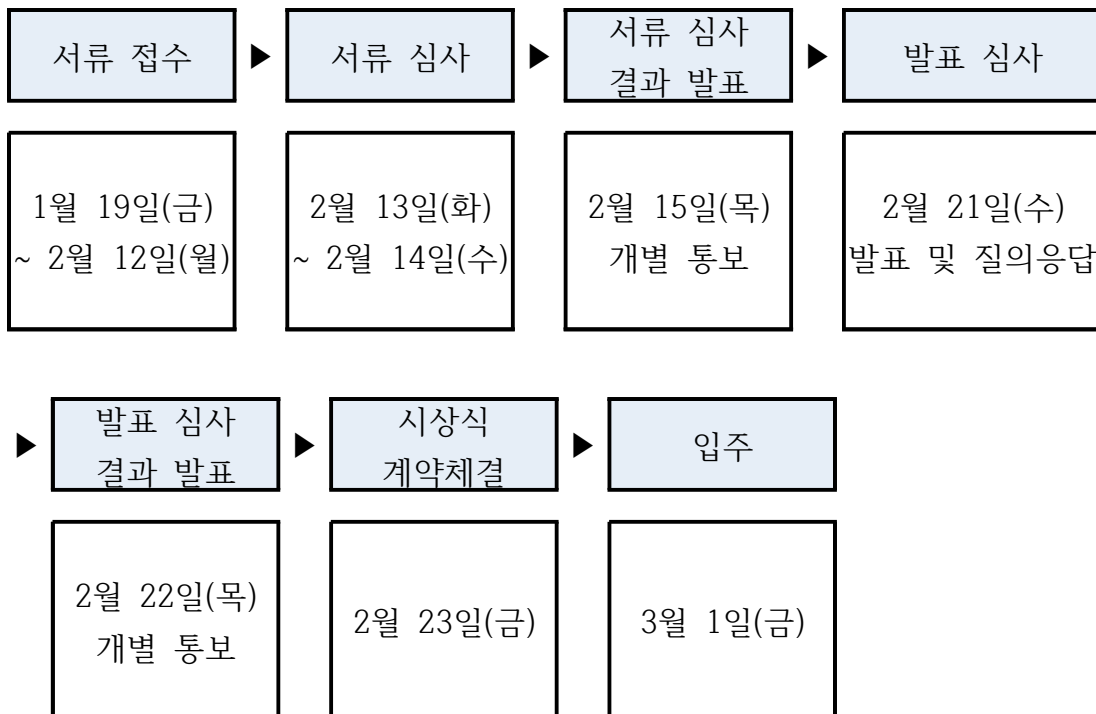 서류 접수 ▶ 서류 심사 ▶ 서류 심사
결과 발표 ▶ 발표 심사
1월 19일(금)
~ 2월 12일(월)
2월 13일(화)
~ 2월 14일(수)
2월 15일(목)
개별 통보
2월 21일(수)
발표 및 질의응답
▶ 발표 심사
결과 발표 ▶ 시상식
계약체결 ▶ 입주
2월 22일(목)
개별 통보
2월 23일(금)
3월 1일(금)